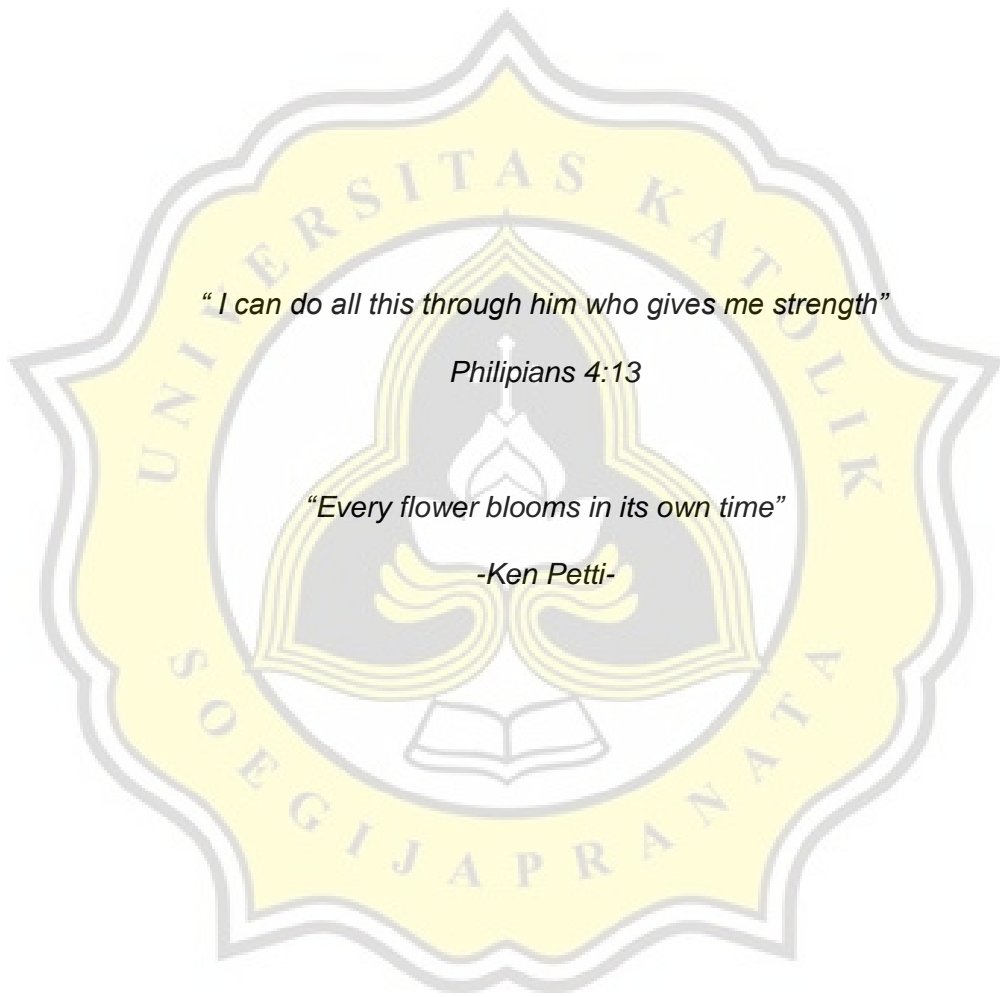 UNIVERSITAS KATOLIK
“ I can do all this through him who gives me strength”
Philipians 4:13
“Every flower blooms in its own time”
-Ken Petti-
SOEGIJAPRANATA